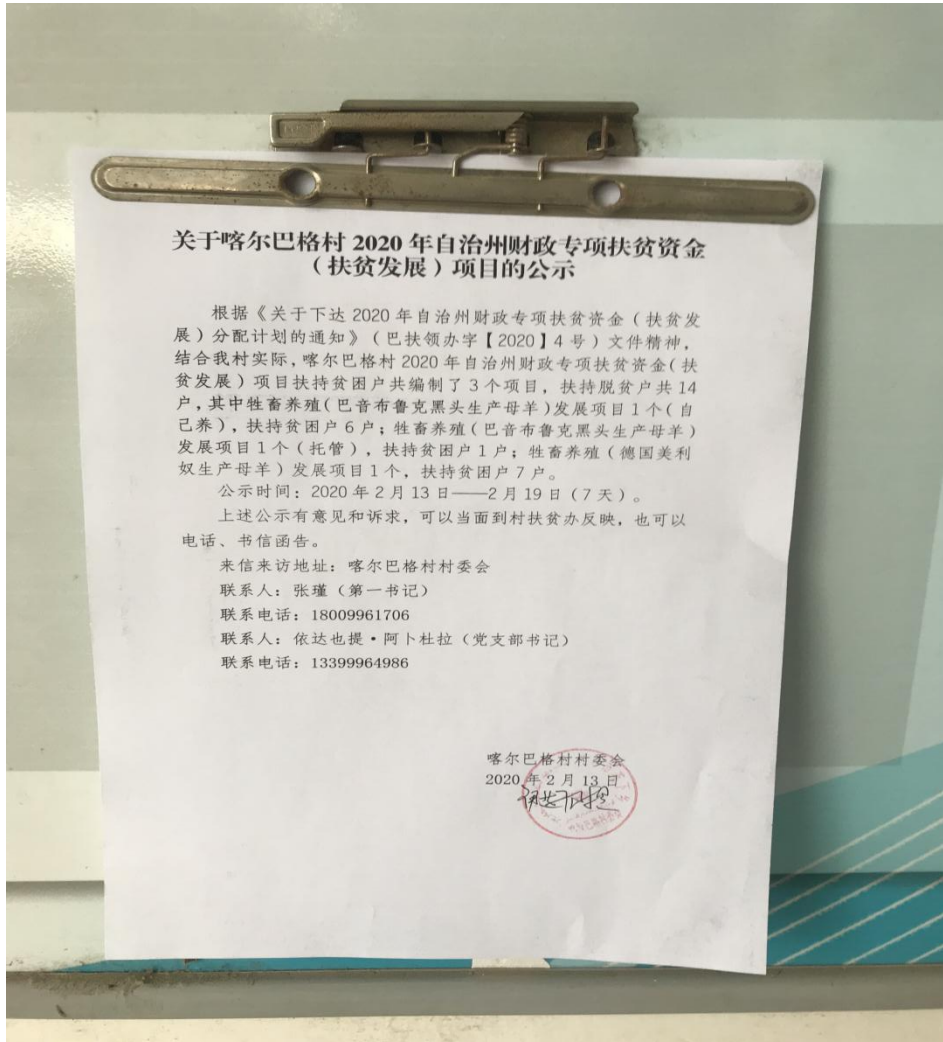 关于喀尔巴格村 2020 年自治州财政专项扶贫资金
（扶贫发展）项目的公示
根据《关于下达 2020 年自治州财政专项扶贫资金（扶贫发
展）分配计划的通知》（巴扶领办字【2020】4 号）文件精神，
结合我村实际，喀尔巴格村 2020 年自治州财政专项扶贫资金（扶
贫发展）项目扶持贫困户共编制了 3 个项目，扶持脱贫户共 14
户，其中牲畜养殖（巴音布鲁克黑头生产母羊）发展项目 1 个（自
己养），扶持贫困户 6 户；牲畜养殖（巴音布鲁克黑头生产母羊）
发展项目 1 个（托管），扶持贫困户 1 户；牲畜养殖（德国美利
奴生产母羊）发展项目 1 个，扶持贫困户 7 户。
公示时间：2020 年 2 月 13 日——2 月 19 日（7 天）。
上述公示有意见和诉求，可以当面到村扶贫办反映，也可以
电话、书信函告。
来信来访地址：喀尔巴格村村委会
联系人：张瑾（第一书记）
联系电话：18009961706
联系人：依达也提·阿卜杜拉（党支部书记）
联系电话：13399964986
喀尔巴格村村委会
2020 年 2 月 13 日